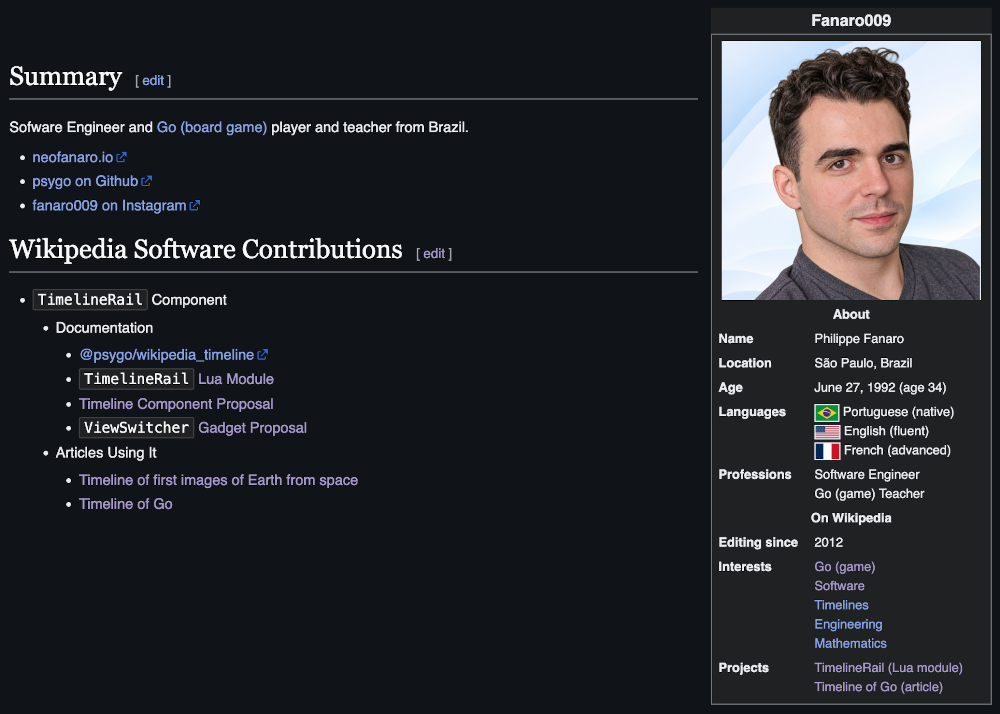 Summary [ edit ]
Sofware Engineer and Go (board game) player and teacher from Brazil.
neofanaro.io
psygo on Github
fanaro009 on Instagram
Wikipedia Software Contributions [ edit ]
TimelineRail Component
Documentation
@psygo/wikipedia_timeline
TimelineRail Lua Module
Timeline Component Proposal
ViewSwitcher Gadget Proposal
Articles Using It
Timeline of first images of Earth from space
Timeline of Go
Fanaro009
About
Name Philippe Fanaro
Location São Paulo, Brazil
Age June 27, 1992 (age 34)
Languages Portuguese (native)
English (fluent)
French (advanced)
Professions Software Engineer
Go (game) Teacher
On Wikipedia
Editing since 2012
Interests Go (game)
Software
Timelines
Engineering
Mathematics
Projects TimelineRail (Lua module)
Timeline of Go (article)